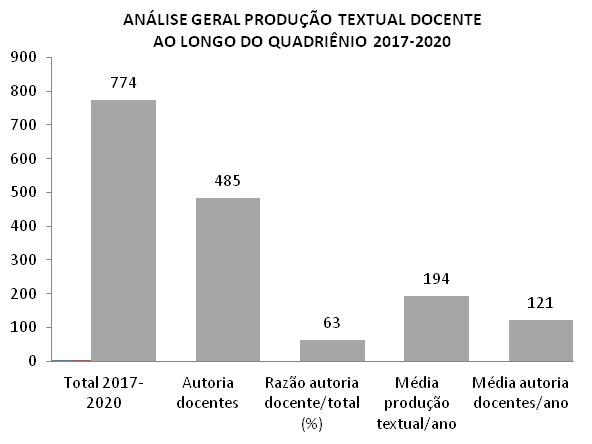 ANÁLISE GERAL PRODUÇÃO TEXTUAL DOCENTE
AO LONGO DO QUADRIÊNIO 2017-2020
900
800
700
600
500
400
300
200
100
0
774
485
63
194
121
Total 2017-
2020
Autoria
docentes
Razão autoria
docente/total
(%)
Média
produção
textual/ano
Média autoria
docentes/ano